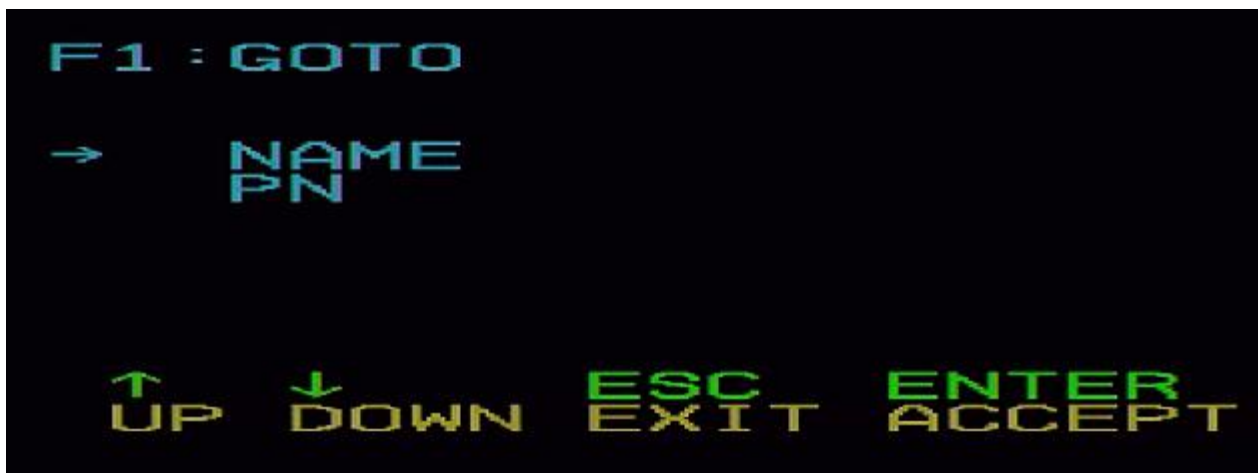 F1:GOTO
→ NAME
PN
↑ ↓ ESC ENTER
UP DOWN EXIT ACCEPT